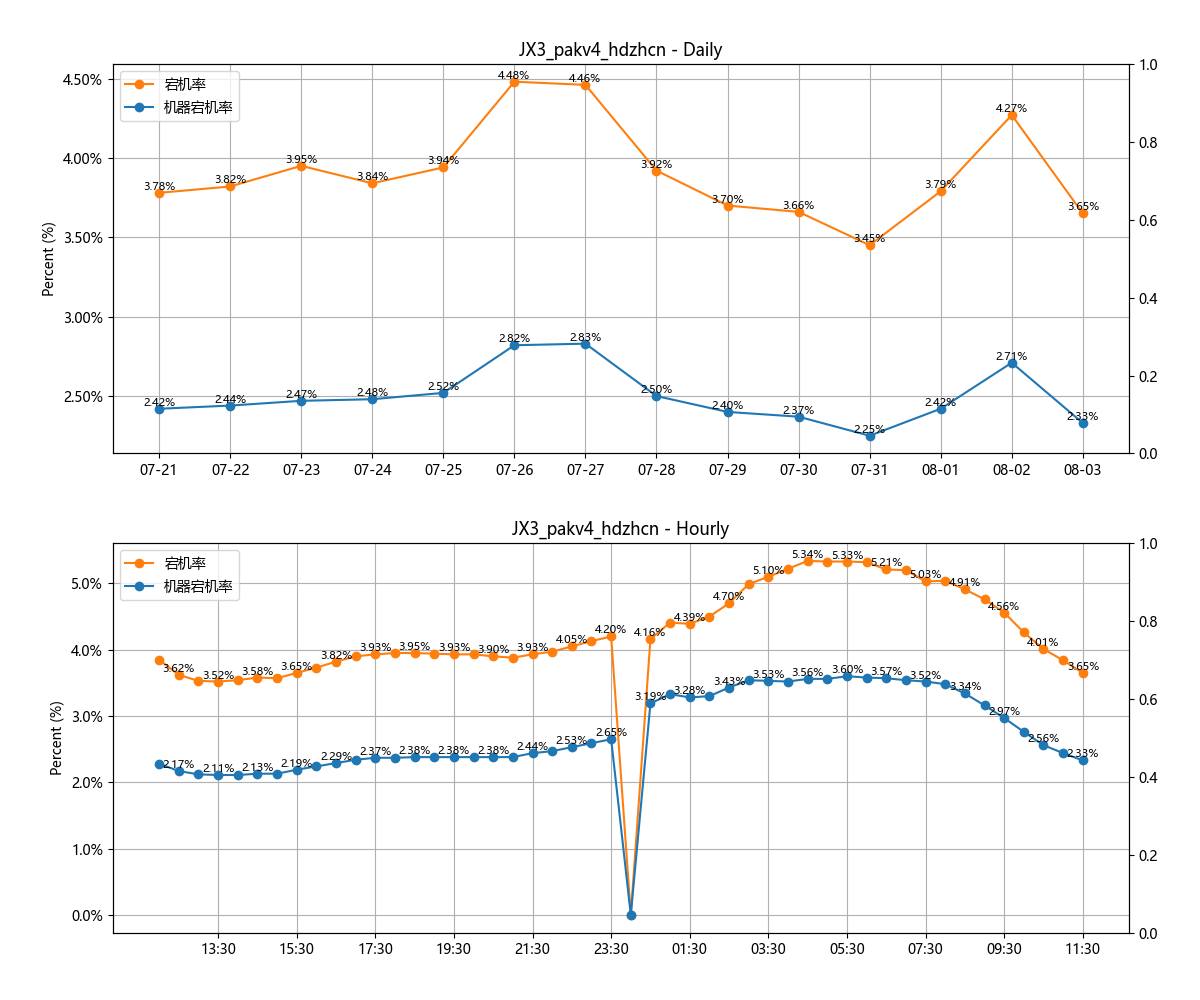 JX3_pakv4_hdzhcn - Daily
宕机率
机器宕机率
Percent (%)
4.50%
4.00%
3.50%
3.00%
2.50%
1.0
0.8
0.6
0.4
0.2
0.0
3.78% 3.82% 3.95% 3.84% 3.94% 4.48% 4.46% 3.92% 3.70% 3.66% 3.45% 3.79% 4.27% 3.65%
2.42% 2.44% 2.47% 2.48% 2.52% 2.82% 2.83% 2.50% 2.40% 2.37% 2.25% 2.42% 2.71% 2.33%
07-21 07-22 07-23 07-24 07-25 07-26 07-27 07-28 07-29 07-30 07-31 08-01 08-02 08-03
JX3_pakv4_hdzhcn - Hourly
宕机率
机器宕机率
Percent (%)
5.0%
4.0%
3.0%
2.0%
1.0%
0.0%
1.0
0.8
0.6
0.4
0.2
0.0
3.62% 3.52% 3.58% 3.65% 3.82% 3.93% 3.95% 3.93% 3.90% 3.93% 4.05% 4.20% 4.16% 4.39% 4.70% 5.10% 5.34% 5.33% 5.21% 5.03% 4.91% 4.56% 4.01% 3.65%
2.17% 2.11% 2.13% 2.19% 2.29% 2.37% 2.38% 2.38% 2.38% 2.44% 2.53% 2.65% 3.19% 3.28% 3.43% 3.53% 3.56% 3.60% 3.57% 3.52% 3.34% 2.97% 2.56% 2.33%
13:30 15:30 17:30 19:30 21:30 23:30 01:30 03:30 05:30 07:30 09:30 11:30